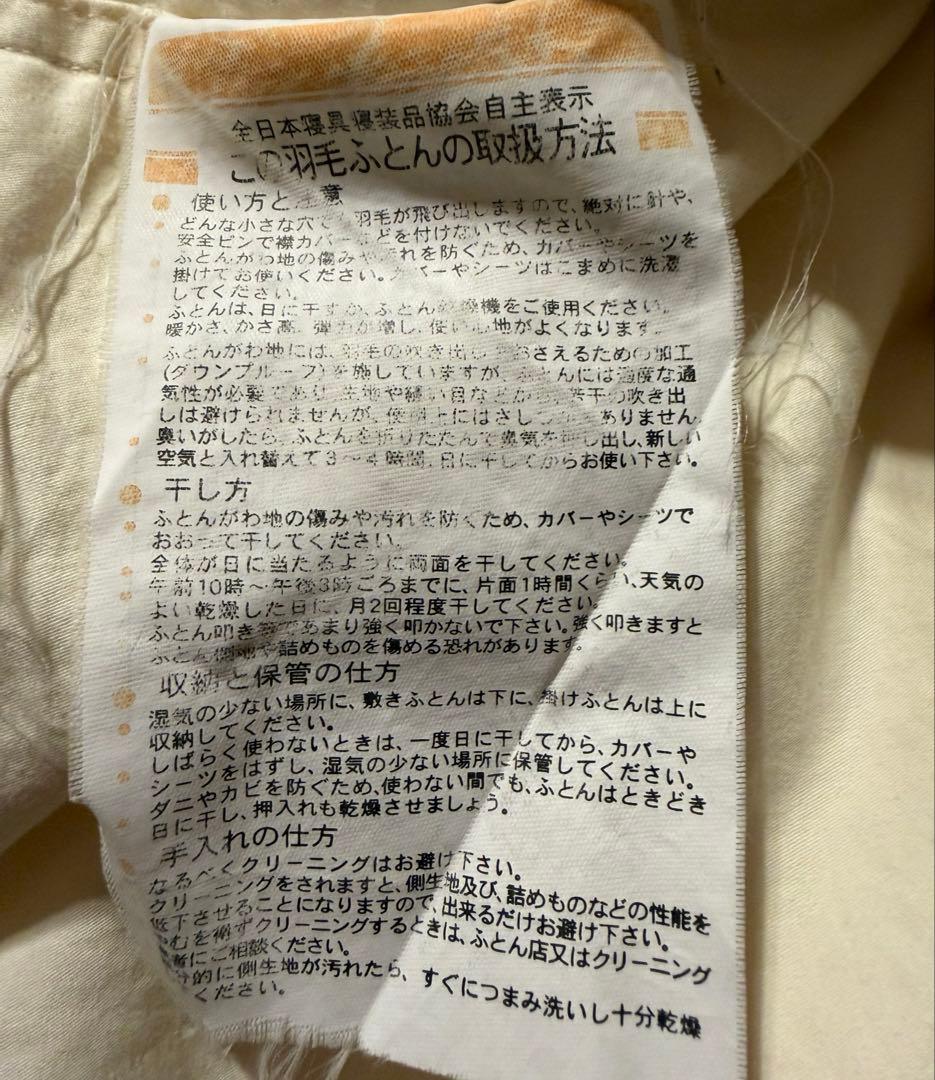 全日本寝具寝装品協会自主表示
この羽毛ふとんの取扱方法
使い方と注意
どんな小さな穴でも羽毛が飛び出しますので、絶対に針や、
安全ピンで襟カバーなどを付けないでください。
ふとんがわ地の傷みや汚れを防ぐため、カバーやシーツを
掛けてお使いください。カバーやシーツはこまめに洗濯
してください。
ふとんは、日に干すか、ふとん乾燥機をご使用ください。
暖かさ、かさ高、弾力が増し、使い心地がよくなります。
ふとんがわ地には、羽毛の吹き出しをおさえるための加工
(ダウンプルーフ)を施していますが、ふとんには適度な通
気性が必要であり、生地や縫い目などから、若干の吹き出
しは避けられませんが、使用上にはさしつかえありません。
臭いがしたら、ふとんを折りたたんで臭気を押し出し、新しい
空気と入れ替えて3〜4時間、日に干してからお使い下さい。
干し方
ふとんがわ地の傷みや汚れを防ぐため、カバーやシーツで
おおって干してください。
全体が日に当たるように両面を干してください。
午前10時〜午後3時ごろまでに、片面1時間くらい、天気の
よい乾燥した日に、月2回程度干してください。
ふとん叩き等であまり強く叩かないで下さい。強く叩きますと
ふとん側地や詰めものを傷める恐れがあります。
収納と保管の仕方
湿気の少ない場所に、敷きふとんは下に、掛けふとんは上に
収納してください。
しばらく使わないときは、一度日に干してから、カバーや
シーツをはずし、湿気の少ない場所に保管してください。
ダニやカビを防ぐため、使わない間でも、ふとんはときどき
日に干し、押入れも乾燥させましょう。
手入れの仕方
なるべくクリーニングはお避け下さい。
クリーニングをされますと、側生地及び、詰めものなどの性能を
低下させることになりますので、出来るだけお避け下さい。
やむを得ずクリーニングするときは、ふとん店又はクリーニング
業者にご相談ください。
分的に側生地が汚れたら、すぐにつまみ洗いし十分乾燥
ください。